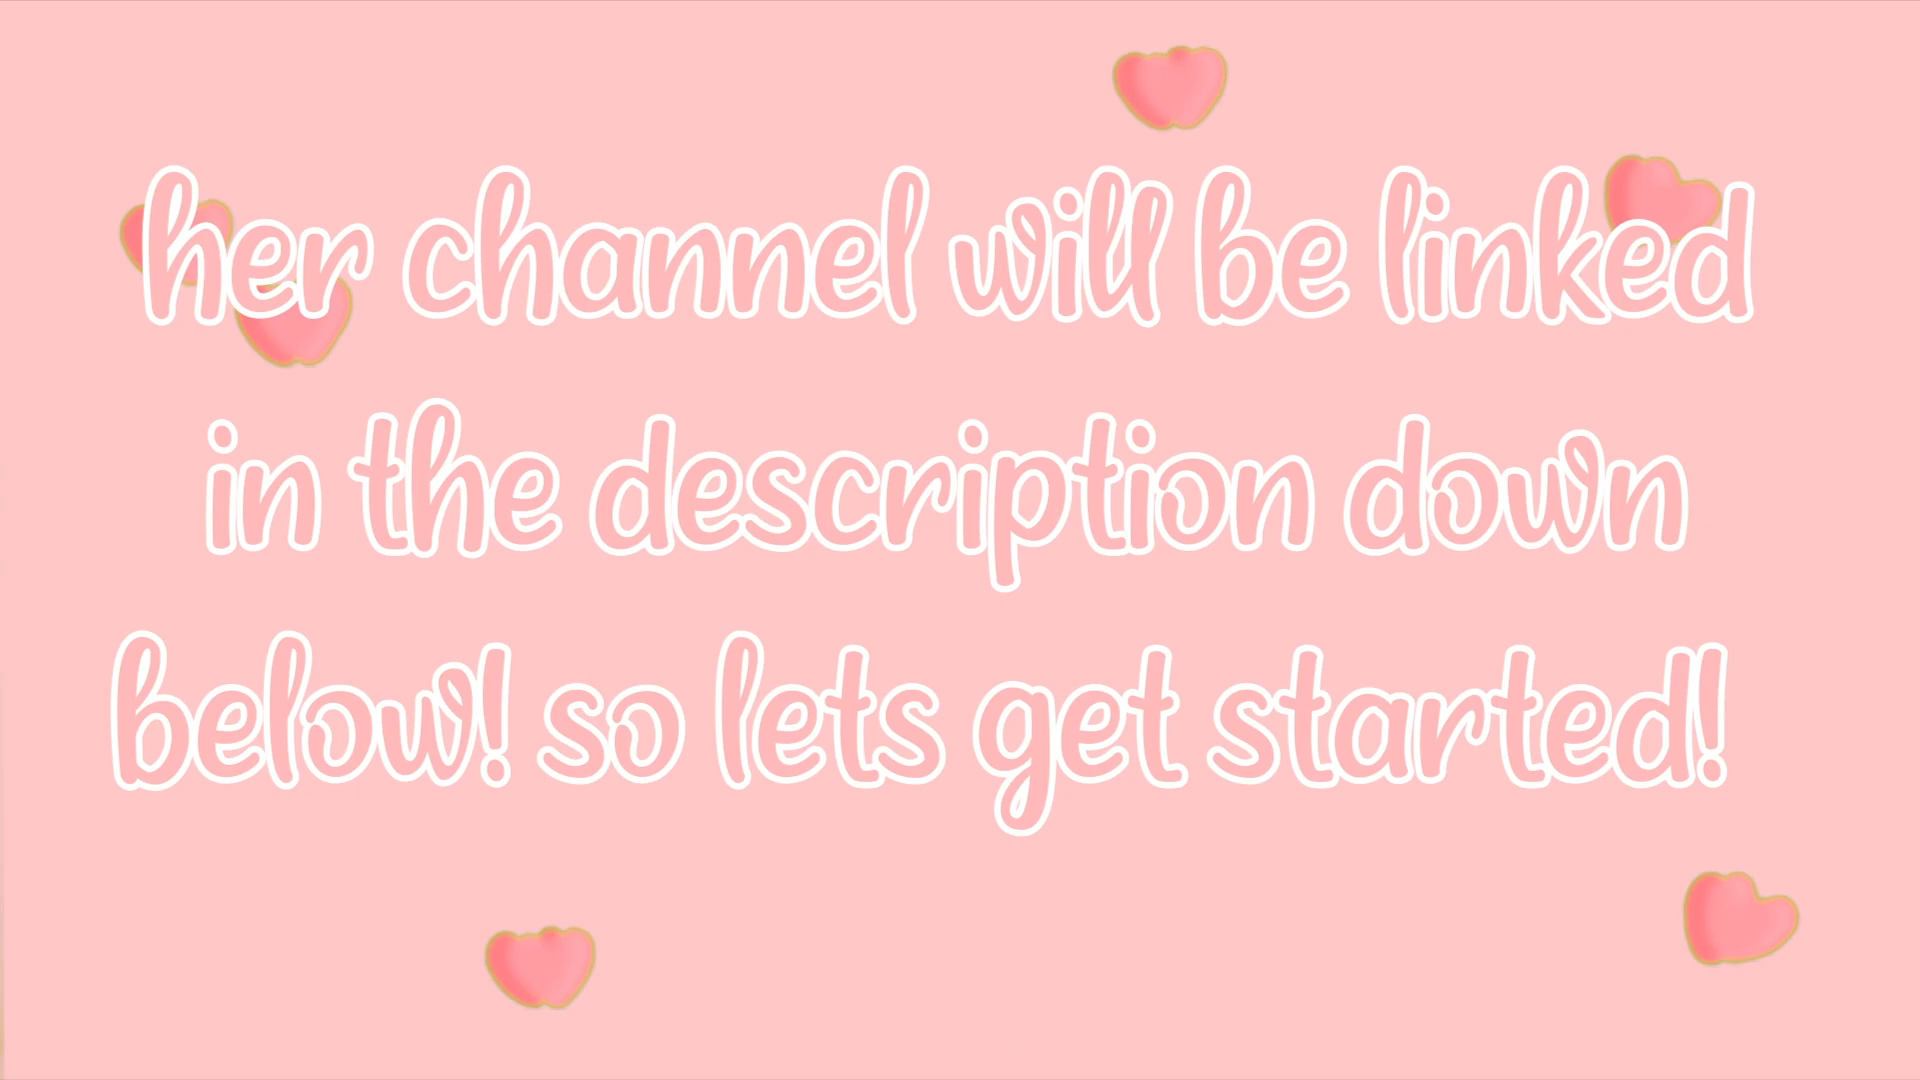 her channel will be linked
in the description down
below! so lets get started!